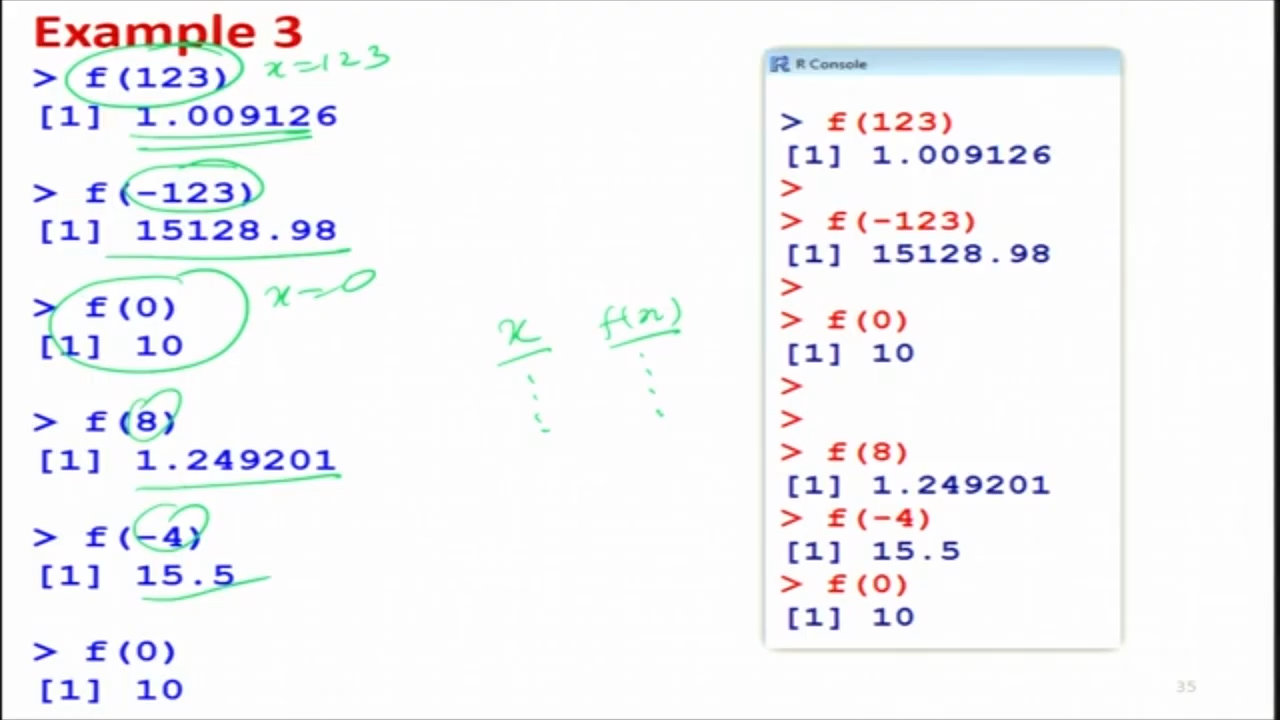 Example 3
> f(123) x=123
[1] 1.009126
> f(-123)
[1] 15128.98
> f(0) x=0
[1] 10
> f(8)
[1] 1.249201
> f(-4)
[1] 15.5
> f(0)
[1] 10
x f(x)
R Console
> f(123)
[1] 1.009126
>
> f(-123)
[1] 15128.98
>
> f(0)
[1] 10
>
>
> f(8)
[1] 1.249201
> f(-4)
[1] 15.5
> f(0)
[1] 10
35